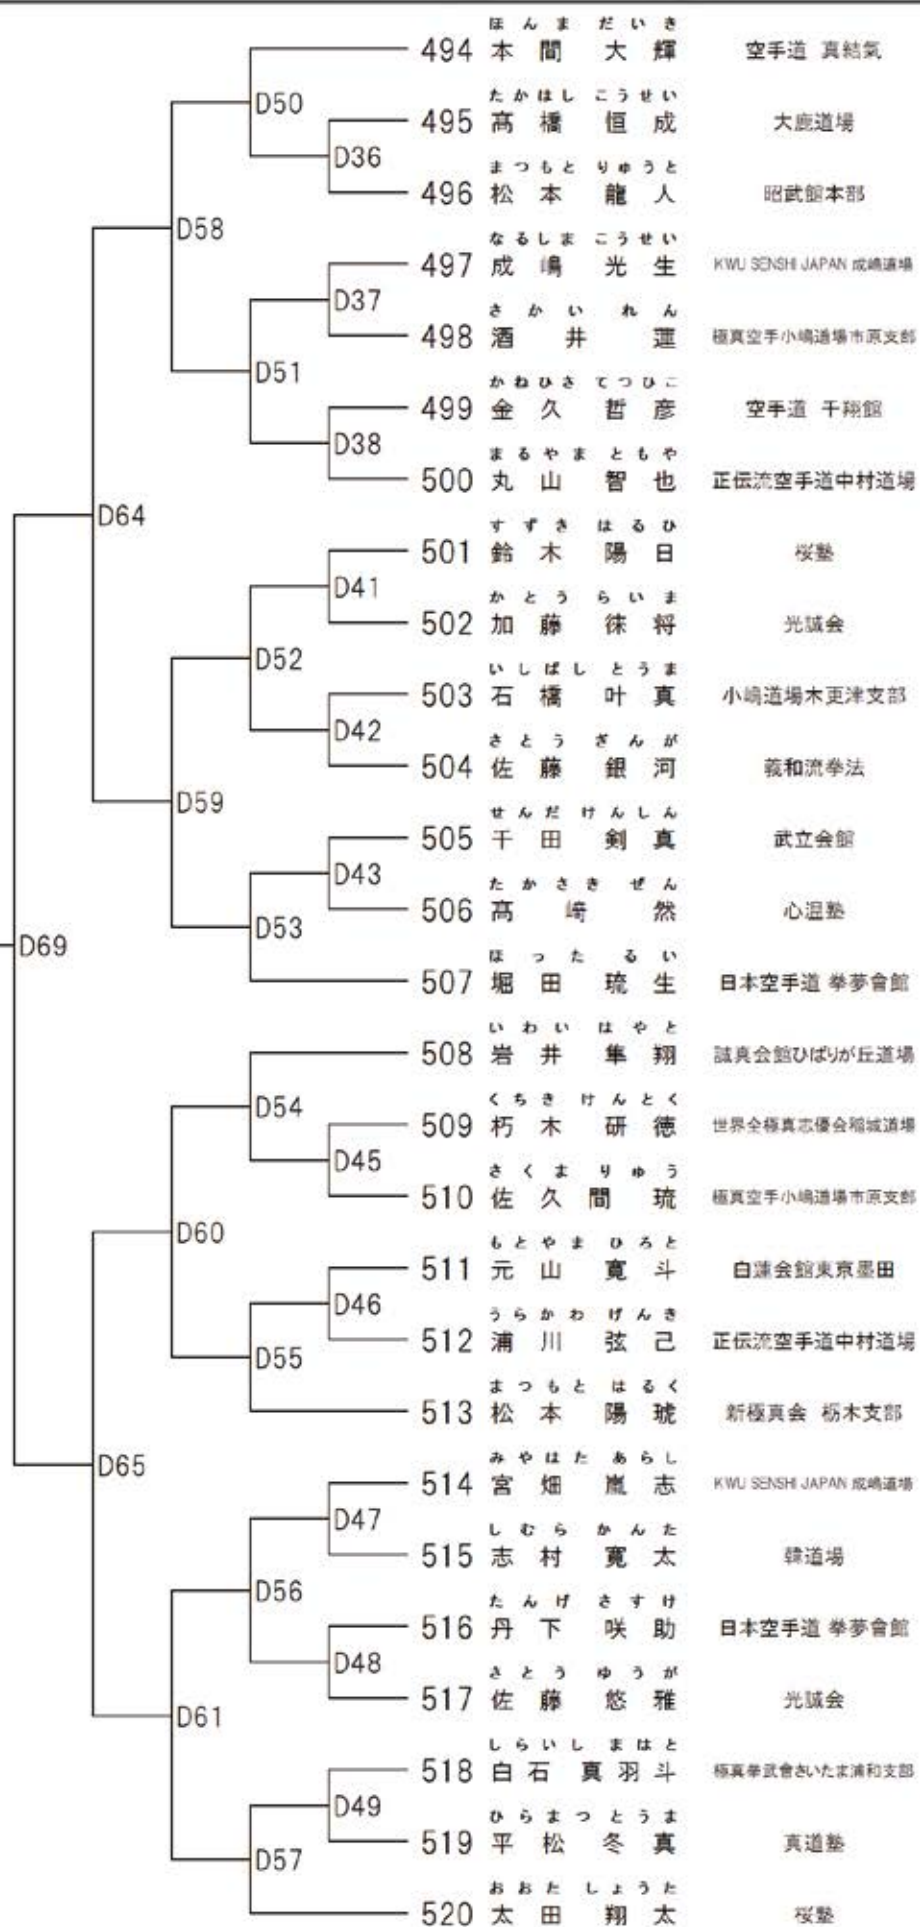 ほんま だいき
D50 494 本間 大輝 空手道 真結氣
たかはし こうせい
495 髙橋 恒成 大鹿道場
D36
まつもと りゅうと
496 松本 龍人 昭武館本部
D58
なるしま こうせい
497 成嶋 光生 KWU SENSHI JAPAN 成嶋道場
D37
さかい れん
498 酒井 蓮 極真空手小嶋道場市原支部
D51
かねひさ てつひこ
499 金久 哲彦 空手道 千翔館
D38
まるやま ともや
500 丸山 智也 正伝流空手道中村道場
D64
すずき はるひ
501 鈴木 陽日 桜塾
D41
かとう らいま
502 加藤 徠将 光誠会
D52
いしばし とうま
503 石橋 叶真 小嶋道場木更津支部
D42
さとう ぎんが
504 佐藤 銀河 義和流拳法
D59
せんだ けんしん
505 千田 剣真 武立会館
D43
たかさき ぜん
506 髙﨑 然 心温塾
D53
D69
ほった るい
507 堀田 琉生 日本空手道 拳夢會館
いわい はやと
508 岩井 隼翔 誠真会館ひばりが丘道場
D54
くちき けんとく
509 朽木 研徳 世界全極真志優会稲城道場
D45
さくま りゅう
510 佐久間 琉 極真空手小嶋道場市原支部
D60
もとやま ひろと
511 元山 寛斗 白蓮会館東京墨田
D46
うらかわ げんき
512 浦川 弦己 正伝流空手道中村道場
D55
まつもと はるく
513 松本 陽琥 新極真会 栃木支部
D65
みやはた あらし
514 宮畑 嵐志 KWU SENSHI JAPAN 成嶋道場
D47
しむら かんた
515 志村 寛太 韓道場
D56
たんげ さすけ
516 丹下 咲助 日本空手道 拳夢會館
D48
さとう ゆうが
517 佐藤 悠雅 光誠会
D61
しらいし まはと
518 白石 真羽斗 極真拳武會さいたま浦和支部
D49
ひらまつ とうま
519 平松 冬真 真道塾
D57
おおた しょうた
520 太田 翔太 桜塾